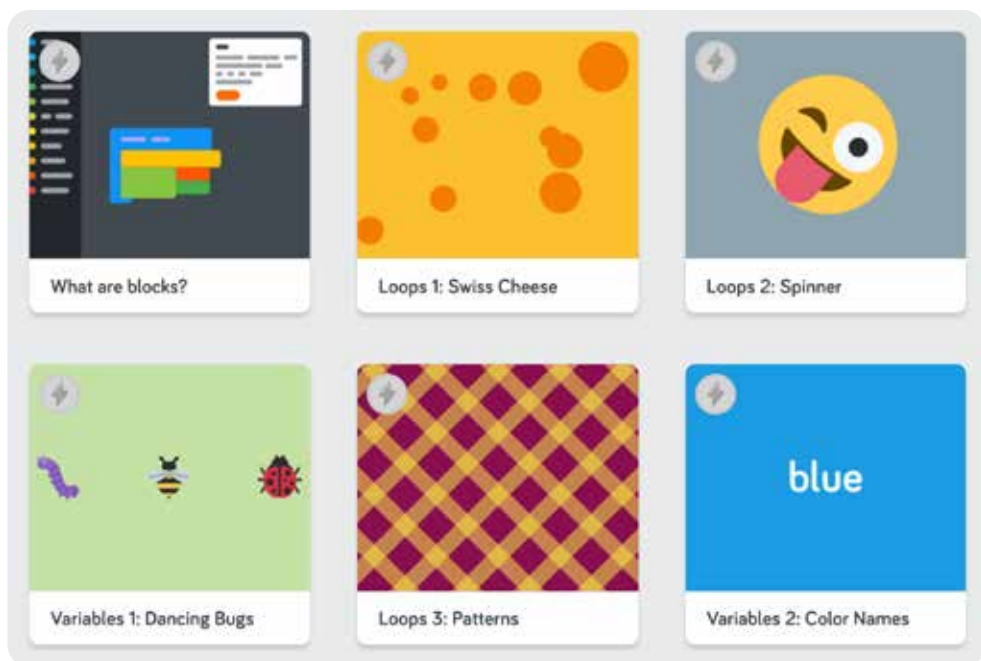 What are blocks?
Loops 1: Swiss Cheese
Loops 2: Spinner
blue
Variables 1: Dancing Bugs
Loops 3: Patterns
Variables 2: Color Names